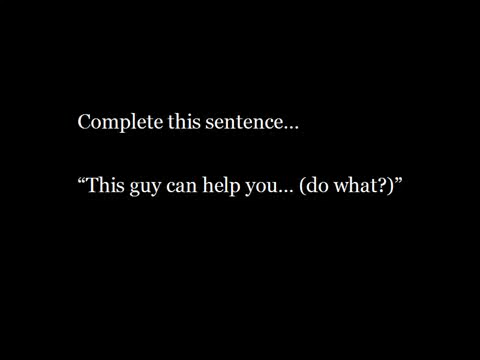 Complete this sentence...
“This guy can help you... (do what?)”